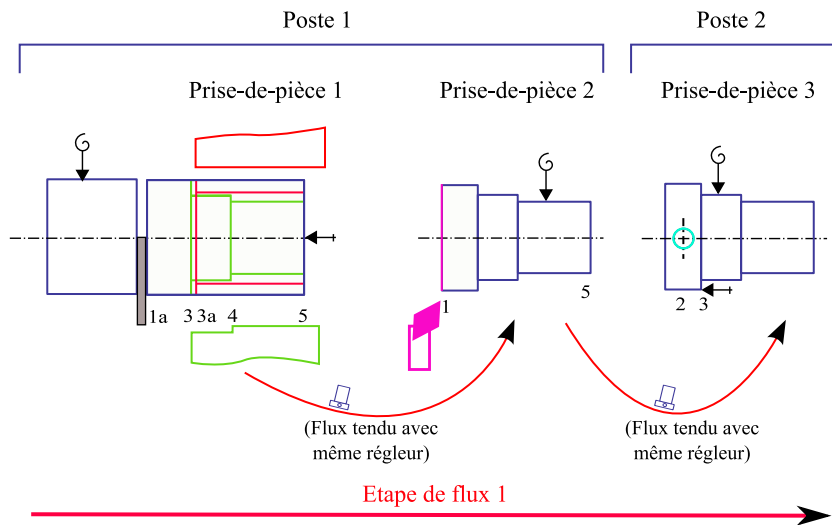 Poste 1
Poste 2
Prise-de-pièce 1
Prise-de-pièce 2
Prise-de-pièce 3
1a
3
3a
4
5
1
5
2
3
(Flux tendu avec
même régleur)
(Flux tendu avec
même régleur)
Etape de flux 1